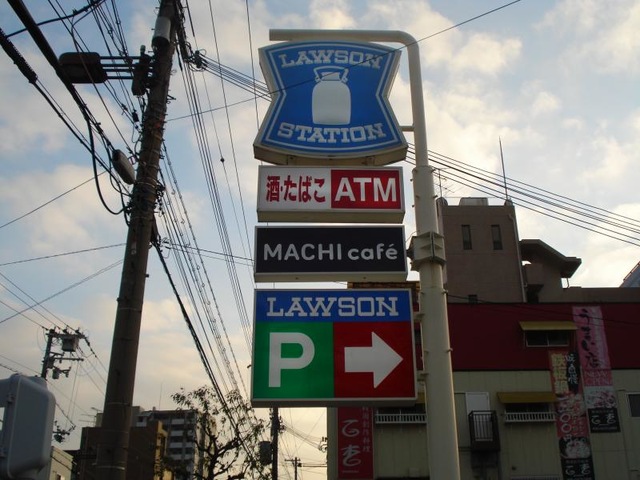 LAWSON
STATION
酒・たばこ ATM
MACHI café
LAWSON
P